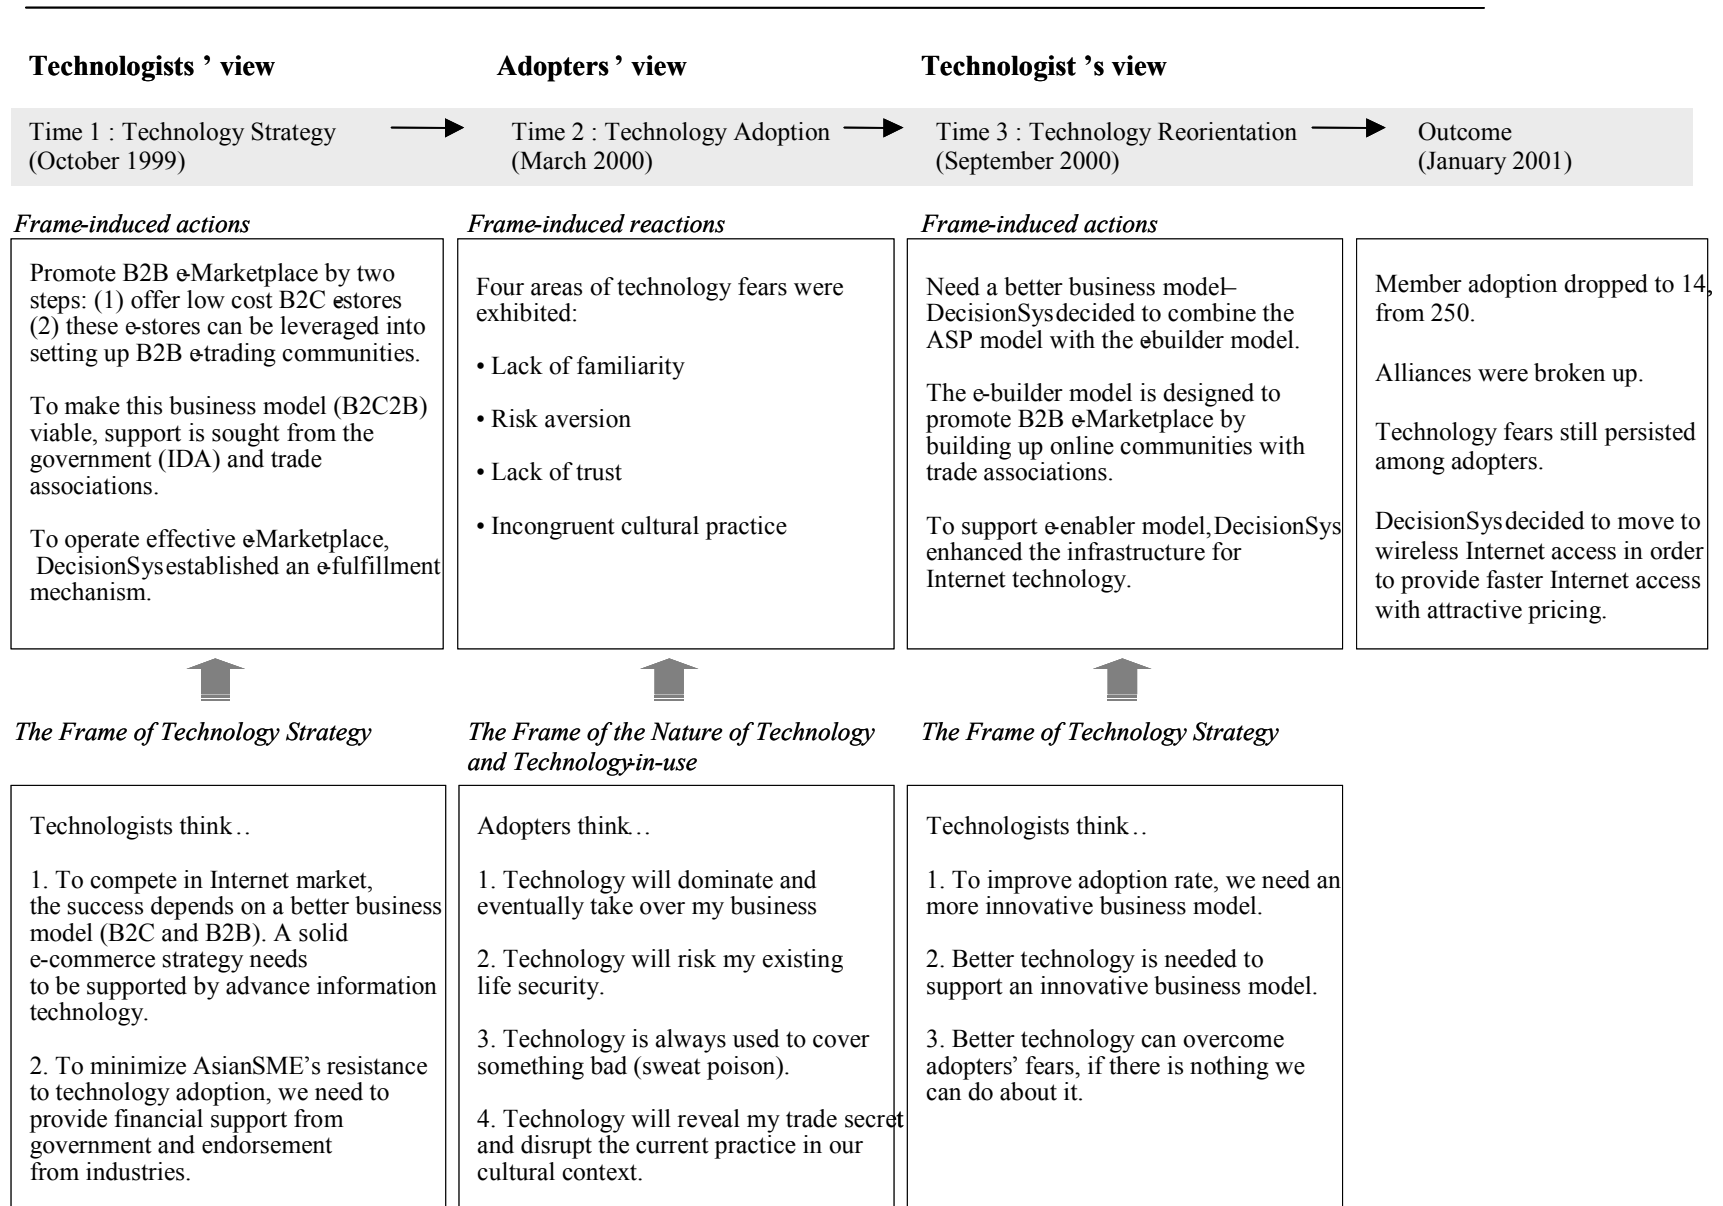 Technologists ’ view
Adopters ’ view
Technologist ’s view
Time 1 : Technology Strategy
(October 1999)
Time 2 : Technology Adoption
(March 2000)
Time 3 : Technology Reorientation
(September 2000)
Outcome
(January 2001)
Frame-induced actions
Promote B2B e-Marketplace by two
steps: (1) offer low cost B2C estores
(2) these e-stores can be leveraged into
setting up B2B e-trading communities.
To make this business model (B2C2B)
viable, support is sought from the
government (IDA) and trade
associations.
To operate effective e-Marketplace,
DecisionSys established an e-fulfillment
mechanism.
Frame-induced reactions
Four areas of technology fears were
exhibited:
• Lack of familiarity
• Risk aversion
• Lack of trust
• Incongruent cultural practice
Frame-induced actions
Need a better business model–
DecisionSys decided to combine the
ASP model with the ebuilder model.
The e-builder model is designed to
promote B2B e-Marketplace by
building up online communities with
trade associations.
To support e-enabler model, DecisionSys
enhanced the infrastructure for
Internet technology.
Member adoption dropped to 14,
from 250.
Alliances were broken up.
Technology fears still persisted
among adopters.
DecisionSys decided to move to
wireless Internet access in order
to provide faster Internet access
with attractive pricing.
The Frame of Technology Strategy
Technologists think…
1. To compete in Internet market,
the success depends on a better business
model (B2C and B2B). A solid
e-commerce strategy needs
to be supported by advance information
technology.
2. To minimize AsianSME’s resistance
to technology adoption, we need to
provide financial support from
government and endorsement
from industries.
The Frame of the Nature of Technology
and Technology-in-use
Adopters think…
1. Technology will dominate and
eventually take over my business
2. Technology will risk my existing
life security.
3. Technology is always used to cover
something bad (sweat poison).
4. Technology will reveal my trade secret
and disrupt the current practice in our
cultural context.
The Frame of Technology Strategy
Technologists think…
1. To improve adoption rate, we need an
more innovative business model.
2. Better technology is needed to
support an innovative business model.
3. Better technology can overcome
adopters’ fears, if there is nothing we
can do about it.